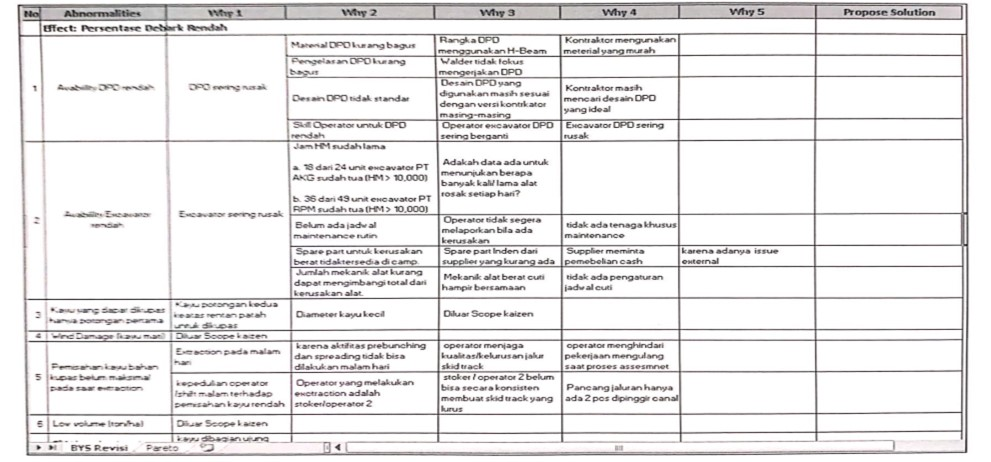 No Abnormalities Why 1 Why 2 Why 3 Why 4 Why 5 Propose Solution
Effect: Persentase Debark Rendah
1
Avability DPD rendah
DPD sering rusak
Material DPD kurang bagus
Rangka DPD
menggunakan H-Beam
Kontraktor mengunakan
meterial yang murah
Pengelasan DPD kurang
bagus
Walder tidak fokus
mengerjakan DPD
Desain DPD tidak standar
Desain DPD yang
digunakan masih sesuai
dengan versi kontrikator
masing-masing
Kontraktor masih
mencari desain DPD
yang ideal
Skill Operator untuk DPD
rendah
Operator excavator DPD
sering berganti
Excavator DPD sering
rusak
2
Avability Excavator
rendah
Excavator sering rusak
Jam HM sudah lama
a. 18 dari 24 unit excavator PT
AKG sudah tua (HM > 10,000)
b. 36 dari 49 unit excavator PT
RPM sudah tua (HM > 10,000)
Adakah data ada untuk
menunjukan berapa
banyak kali/ lama alat
rosak setiap hari?
Belum ada jadwal
maintenance rutin
Operator tidak segera
melaporkan bila ada
kerusakan
tidak ada tenaga khusus
maintenance
Spare part untuk kerusakan
berat tidaktersedia di camp.
Spare part Inden dari
supplier yang kurang ada
Supplier meminta
pemebelian cash
karena adanya issue
external
Jumlah mekanik alat kurang
dapat mengimbangi total dari
kerusakan alat.
Mekanik alat berat cuti
hampir bersamaan
tidak ada pengaturan
jadwal cuti
3
Kayu yang dapat dikupas
hanya potongan pertama
Kayu potongan kedua
keatas rentan patah
untuk dikupas
Diameter kayu kecil
Diluar Scope kaizen
4 Wind Damage (kayu mati) Diluar Scope kaizen
5
Pemisahan kayu bahan
kupas belum maksimal
pada saat extraction
Extraction pada malam
hari
karena aktifitas prebunching
dan spreading tidak bisa
dilakukan malam hari
operator menjaga
kualitas/kelurusan jalur
skid track
operator menghindari
pekerjaan mengulang
saat proses assesmnet
kepedulian operator
/shift malam terhadap
pemisahan kayu rendah
Operator yang melakukan
exctraction adalah
stoker/operator 2
stoker / operator 2 belum
bisa secara konsisten
membuat skid track yang
lurus
Pancang jaluran hanya
ada 2 pcs dipinggir canal
6 Low volume (ton/ha) Diluar Scope kaizen
kayu dibagian ujung
BYS Revisi Pareto